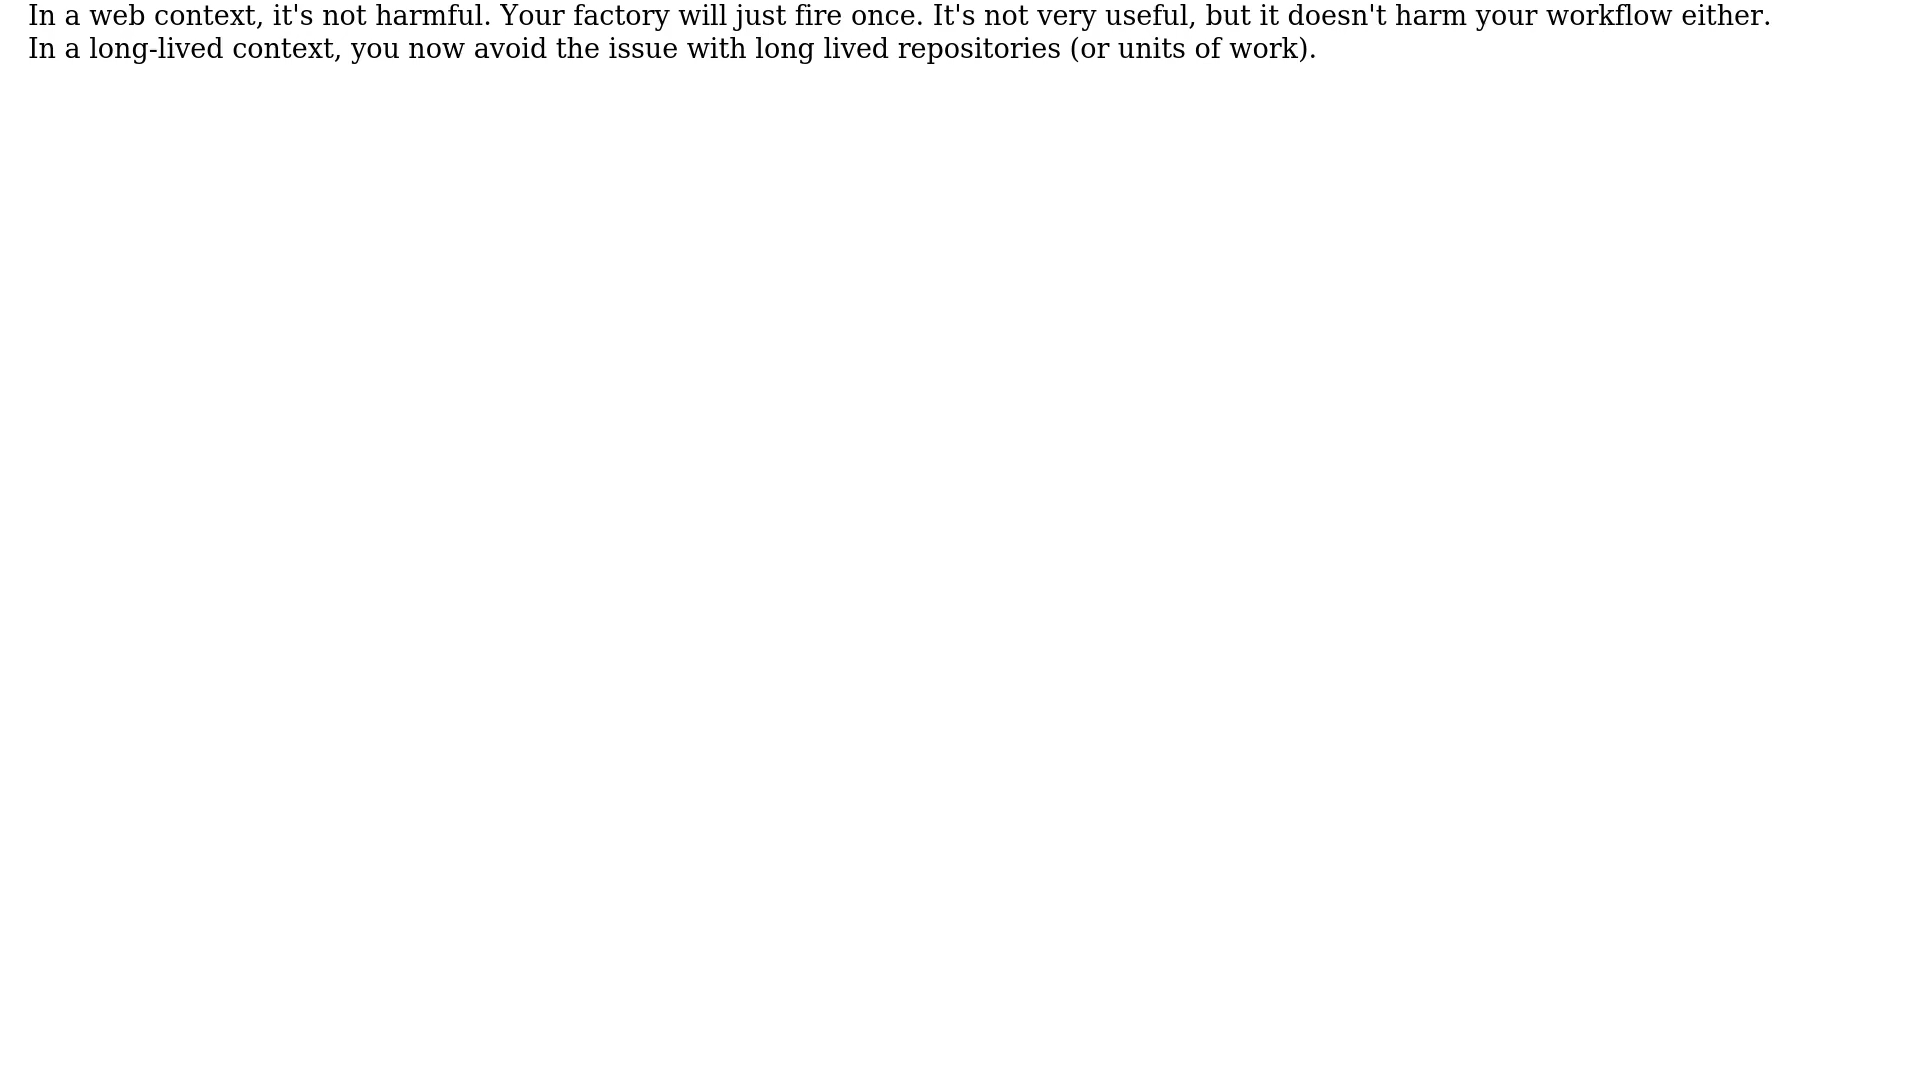 In a web context, it's not harmful. Your factory will just fire once. It's not very useful, but it doesn't harm your workflow either.
In a long-lived context, you now avoid the issue with long lived repositories (or units of work).